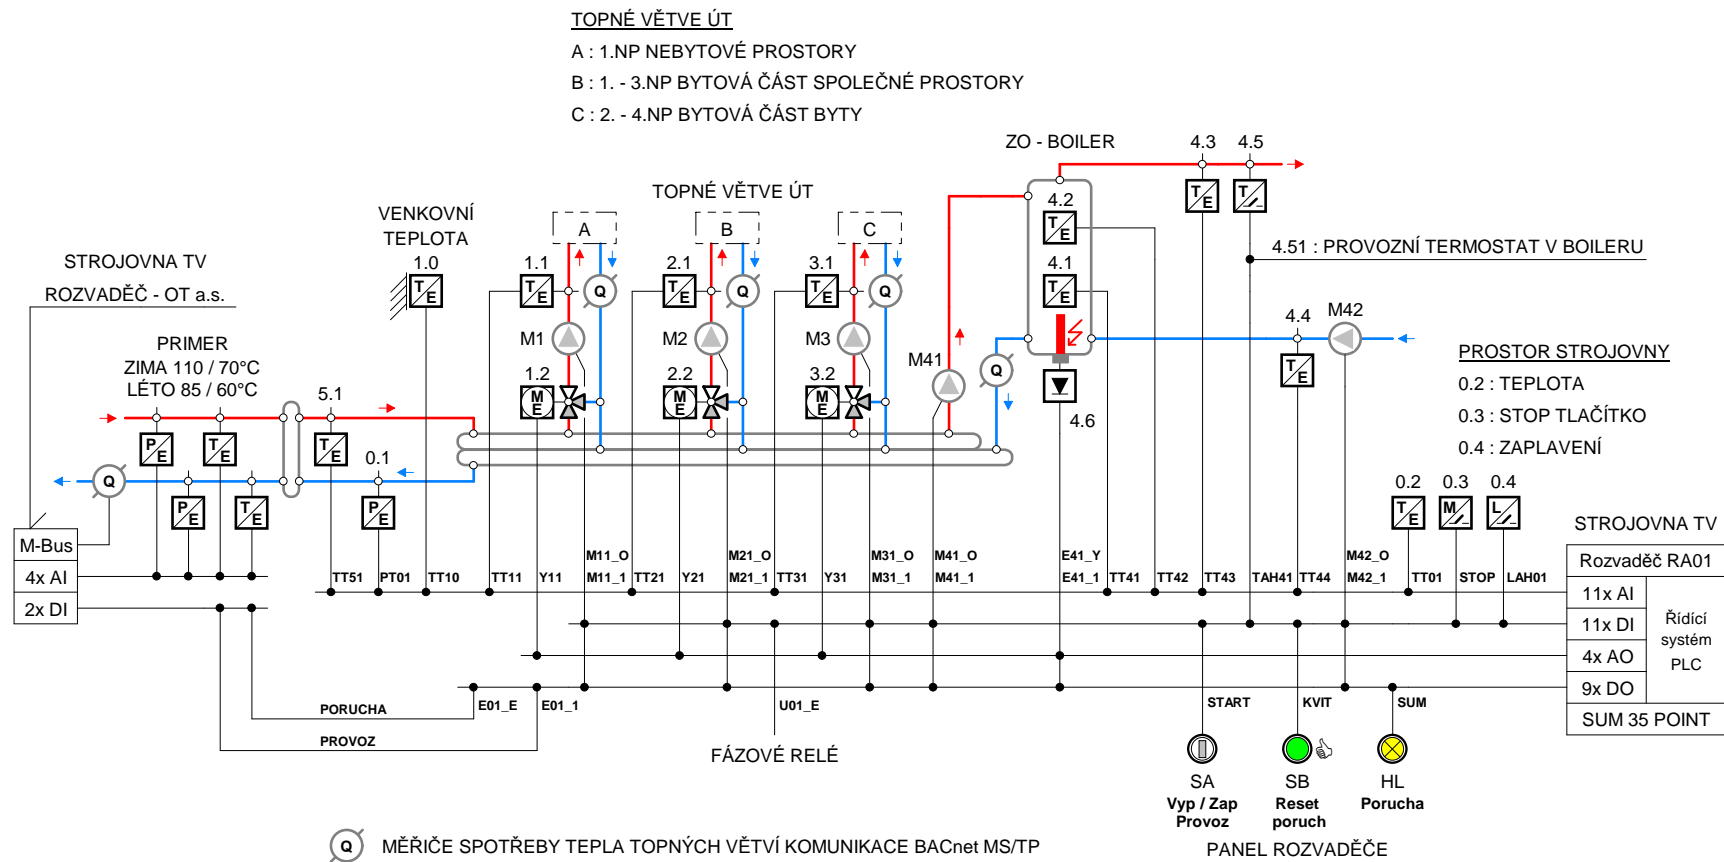 TOPNÉ VĚTVE ÚT
A : 1.NP NEBYTOVÉ PROSTORY
B : 1. - 3.NP BYTOVÁ ČÁST SPOLEČNÉ PROSTORY
C : 2. - 4.NP BYTOVÁ ČÁST BYTY
ZO - BOILER
4.3
4.5
TOPNÉ VĚTVE ÚT
VENKOVNÍ
TEPLOTA
A
B
C
4.2
T E
T E
T
4.51 : PROVOZNÍ TERMOSTAT V BOILERU
STROJOVNA TV
ROZVADĚČ - OT a.s.
1.0
T E
1.1
T E
Q
2.1
T E
Q
3.1
T E
Q
4.1
T E
PRIMER
ZIMA 110 / 70°C
LÉTO 85 / 60°C
M1
M2
M3
M41
Q
4.4
M42
T E
PROSTOR STROJOVNY
0.2 : TEPLOTA
0.3 : STOP TLAČÍTKO
0.4 : ZAPLAVENÍ
5.1
1.2
M E
2.2
M E
3.2
M E
4.6
P E
T E
T E
0.1
Q
P E
T E
P E
0.2
0.3
0.4
T E
M
L
STROJOVNA TV
M-Bus
4x AI
2x DI
M11_O
M21_O
M31_O
M41_O
E41_Y
M42_O
TT51
PT01
TT10
TT11
Y11
M11_1
TT21
Y21
M21_1
TT31
Y31
M31_1
M41_1
E41_1
TT41
TT42
TT43
TAH41
TT44
M42_1
TT01
STOP
LAH01
Rozvaděč RA01
11x AI
11x DI
4x AO
9x DO
Řídící
systém
PLC
SUM 35 POINT
PORUCHA
PROVOZ
E01_E
E01_1
U01_E
START
KVIT
SUM
FÁZOVÉ RELÉ
SA
Vyp / Zap
Provoz
SB
Reset
poruch
HL
Porucha
Q MĚŘIČE SPOTŘEBY TEPLA TOPNÝCH VĚTVÍ KOMUNIKACE BACnet MS/TP
PANEL ROZVADĚČE